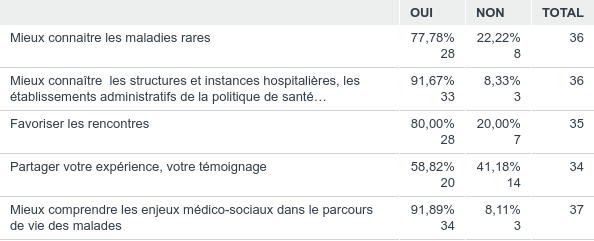 OUI NON TOTAL
Mieux connaitre les maladies rares 77,78% 22,22% 36
28 8
Mieux connaître  les structures et instances hospitalières, les 91,67% 8,33% 36
établissements administratifs de la politique de santé… 33 3
Favoriser les rencontres 80,00% 20,00% 35
28 7
Partager votre expérience, votre témoignage 58,82% 41,18% 34
20 14
Mieux comprendre les enjeux médico-sociaux dans le parcours 91,89% 8,11% 37
de vie des malades 34 3